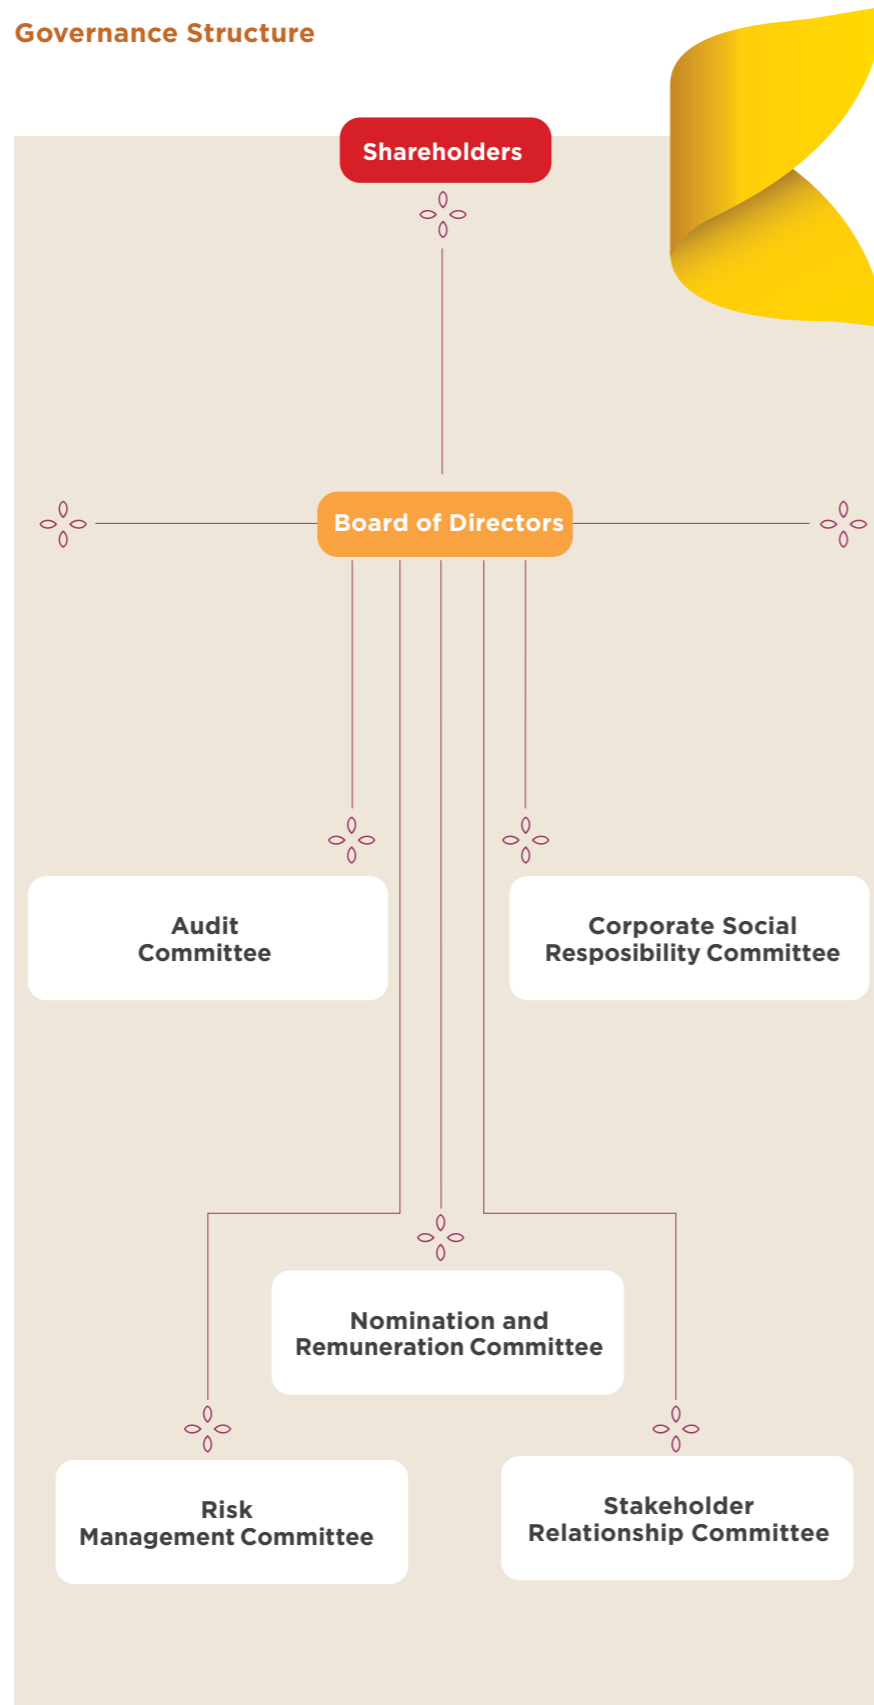 Governance Structure
Shareholders
Board of Directors
Audit
Committee
Corporate Social
Resposibility Committee
Nomination and
Remuneration Committee
Risk
Management Committee
Stakeholder
Relationship Committee